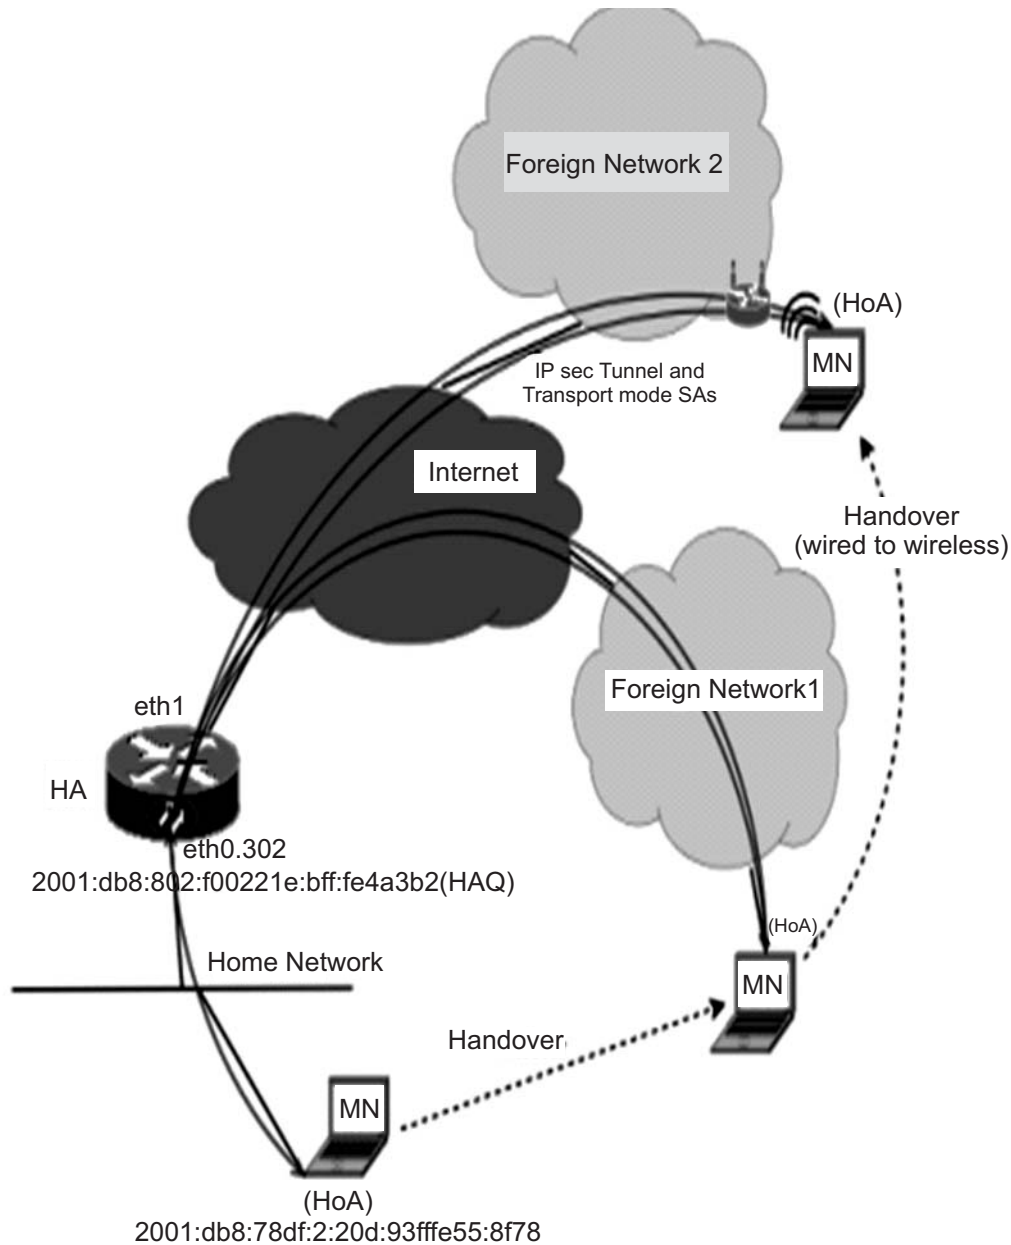 Foreign Network 2
(HoA)
MN
IP sec Tunnel and
Transport mode SAs
Internet
Handover
(wired to wireless)
Foreign Network1
eth1
HA
eth0.302
2001:db8:802:f00221e:bff:fe4a3b2(HAQ)
(HoA)
MN
Home Network
Handover
MN
(HoA)
2001:db8:78df:2:20d:93fffe55:8f78